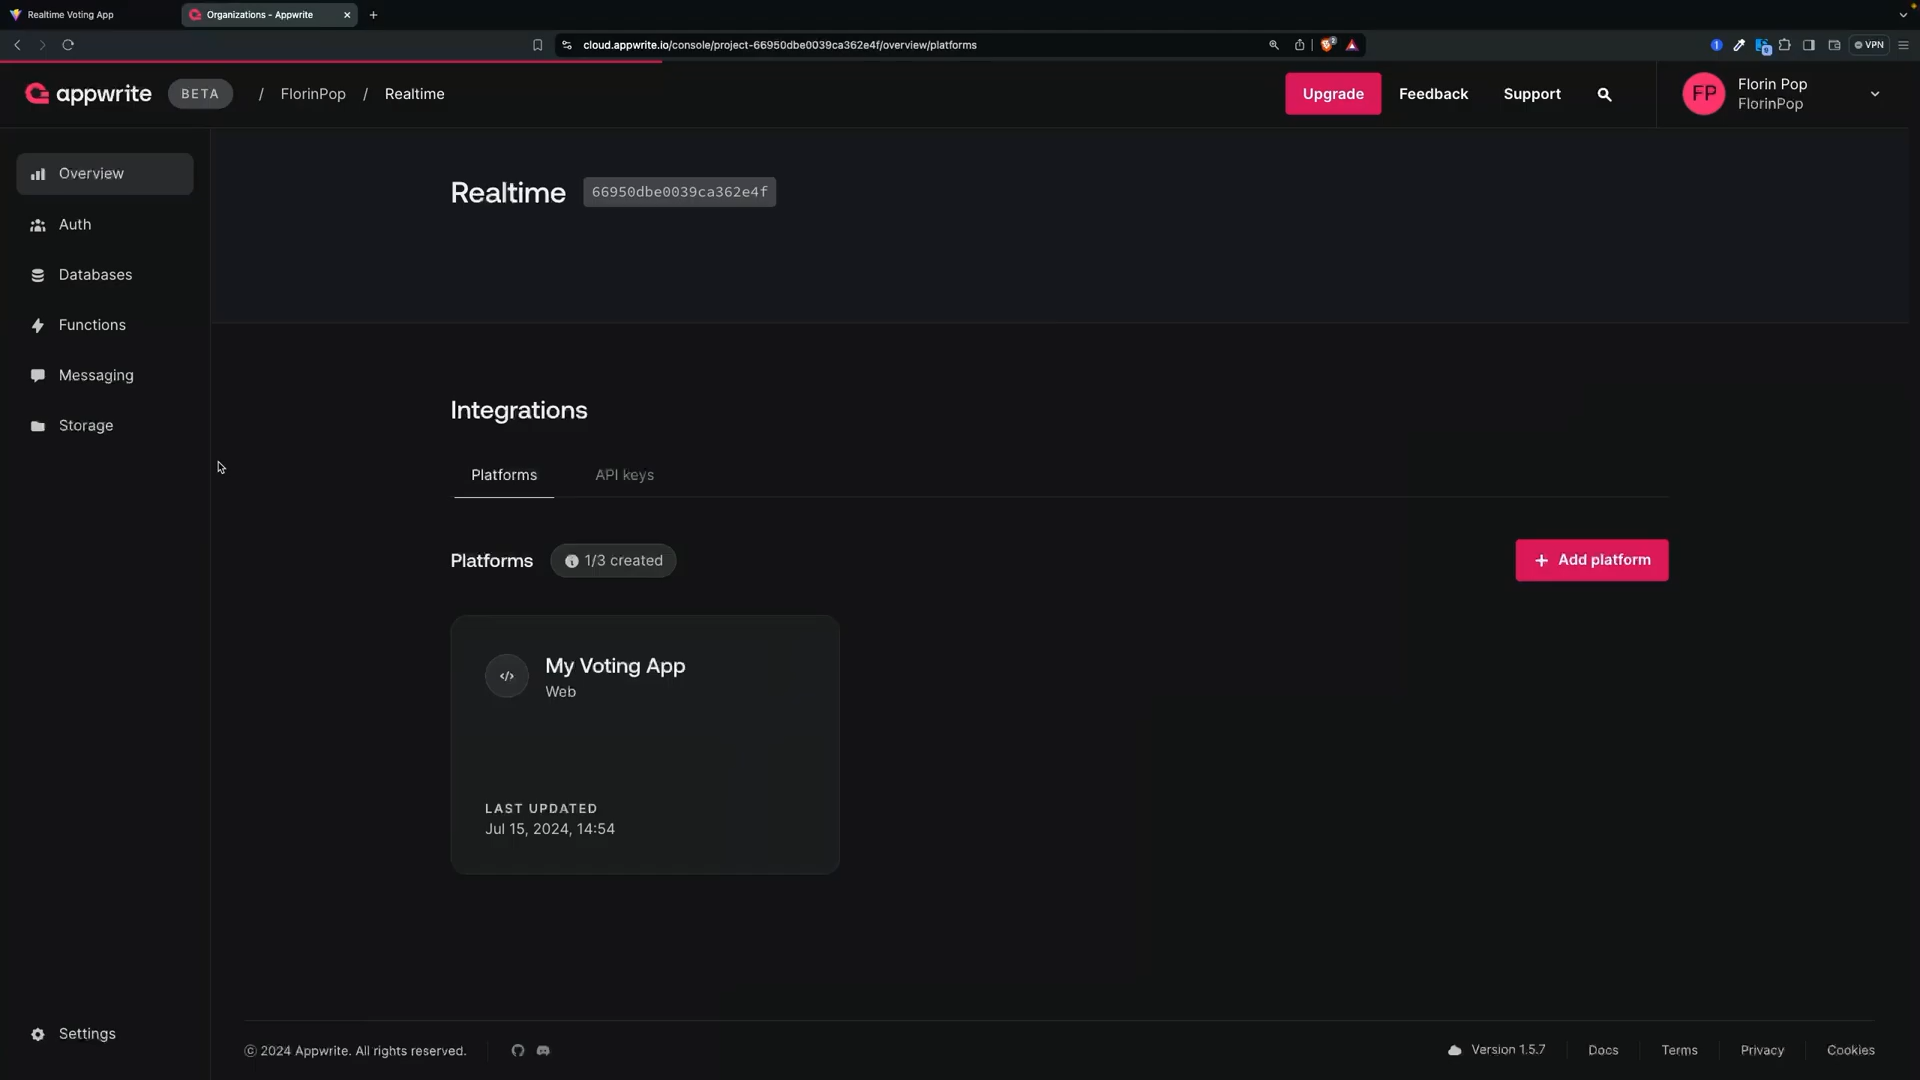 Realtime Voting App
Organizations - Appwrite
cloud.appwrite.io/console/project-66950dbe0039ca362e4f/overview/platforms
VPN
appwrite BETA / FlorinPop / Realtime
Upgrade Feedback Support
FP
Florin Pop
FlorinPop
Overview
Auth
Databases
Functions
Messaging
Storage
Settings
Realtime 66950dbe0039ca362e4f
Integrations
Platforms API keys
Platforms 1/3 created
+ Add platform
My Voting App
Web
LAST UPDATED
Jul 15, 2024, 14:54
© 2024 Appwrite. All rights reserved.
Version 1.5.7 Docs Terms Privacy Cookies